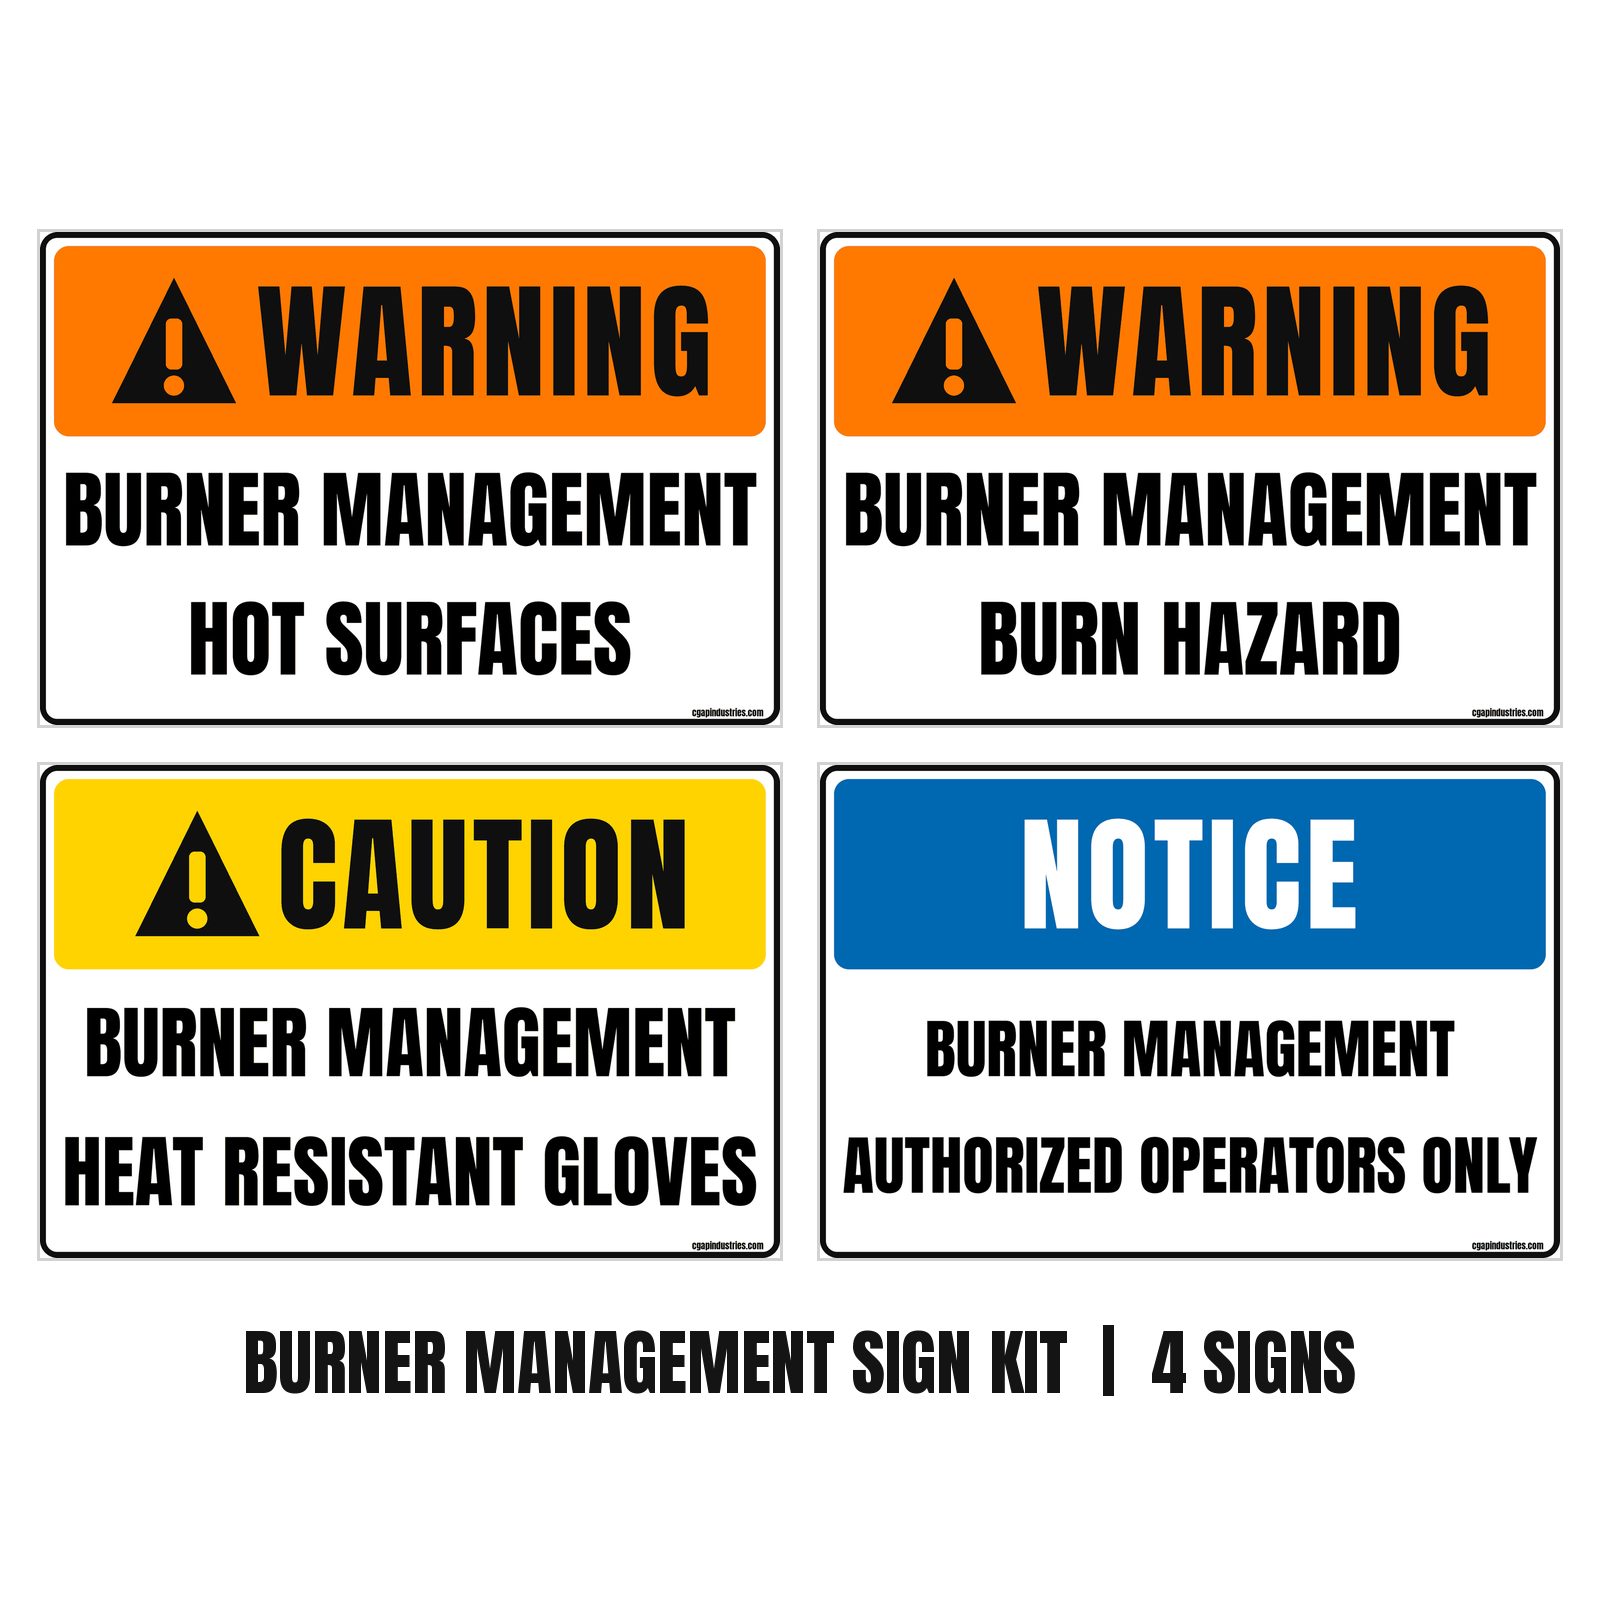 WARNING
BURNER MANAGEMENT
HOT SURFACES
cgapindustries.com
WARNING
BURNER MANAGEMENT
BURN HAZARD
cgapindustries.com
CAUTION
BURNER MANAGEMENT
HEAT RESISTANT GLOVES
cgapindustries.com
NOTICE
BURNER MANAGEMENT
AUTHORIZED OPERATORS ONLY
cgapindustries.com
BURNER MANAGEMENT SIGN KIT | 4 SIGNS